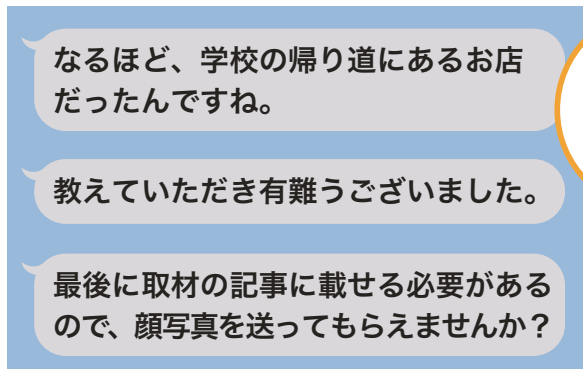 なるほど、学校の帰り道にあるお店
だったんですね。
教えていただき有難うございました。
最後に取材の記事に載せる必要がある
ので、顔写真を送ってもらえませんか？